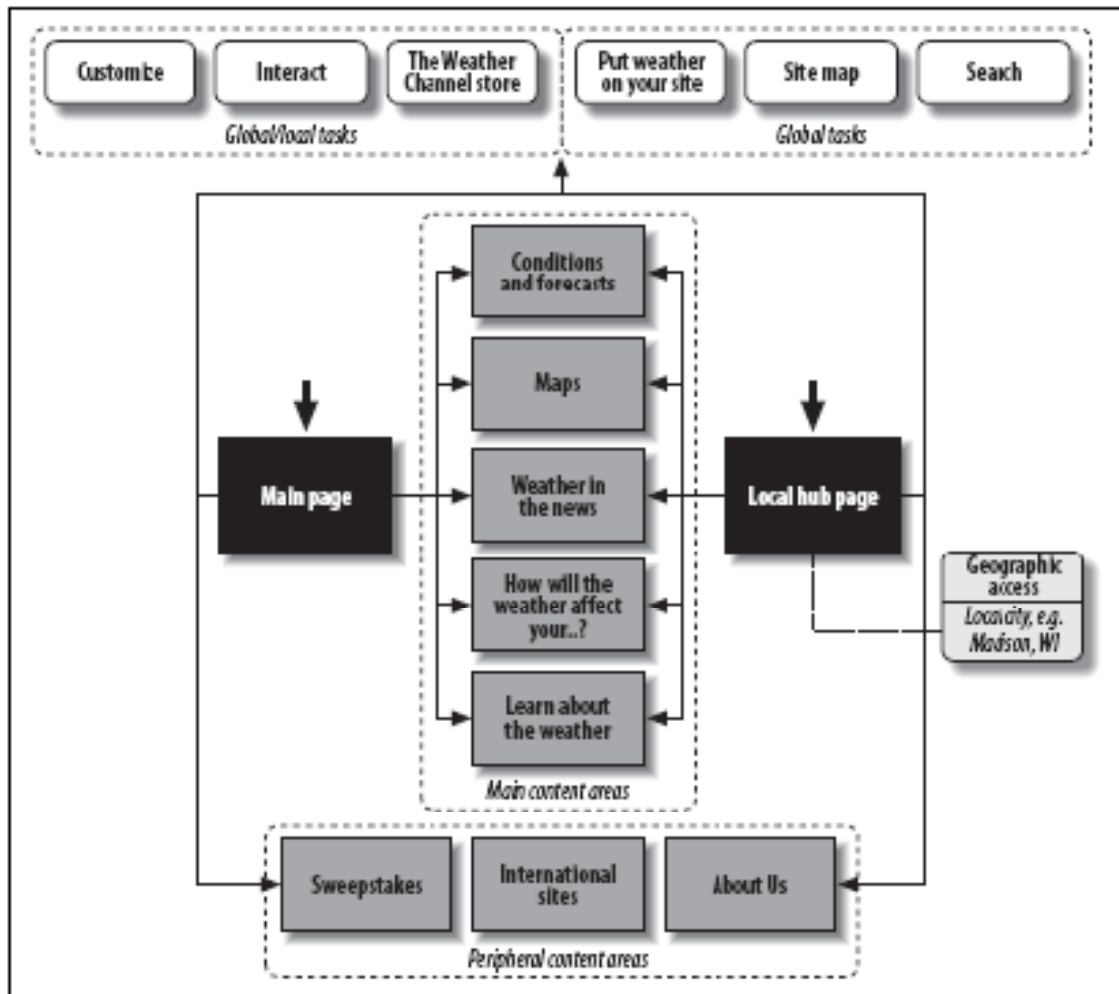 Customize
Interact
The Weather
Channel store
Global/local tasks
Put weather
on your site
Site map
Search
Global tasks
Conditions
and forecasts
Maps
Weather in
the news
How will the
weather affect
your..?
Learn about
the weather
Main content areas
Main page
Local hub page
Geographic
access
Local city, e.g.
Madison, WI
Sweepstakes
International
sites
About Us
Peripheral content areas